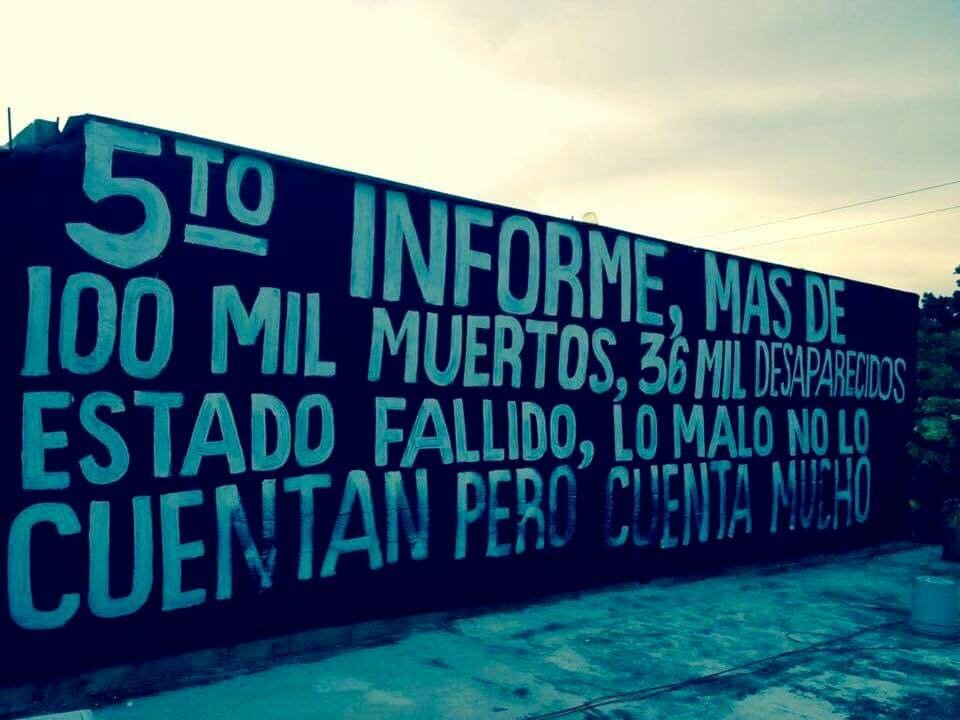 5TO INFORME, MAS DE
100 MIL MUERTOS, 36 MIL DESAPARECIDOS
ESTADO FALLIDO, LO MALO NO LO
CUENTAN PERO CUENTA MUCHO